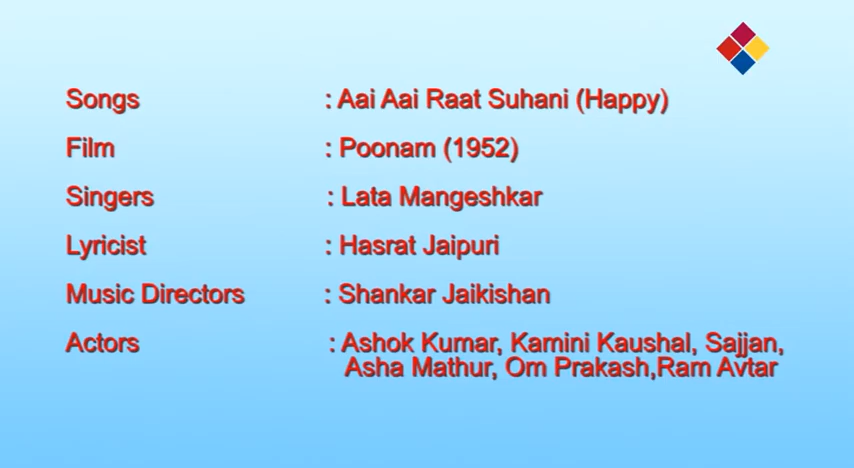 Songs : Aai Aai Raat Suhani (Happy)
Film : Poonam (1952)
Singers : Lata Mangeshkar
Lyricist : Hasrat Jaipuri
Music Directors : Shankar Jaikishan
Actors : Ashok Kumar, Kamini Kaushal, Sajjan,
Asha Mathur, Om Prakash,Ram Avtar